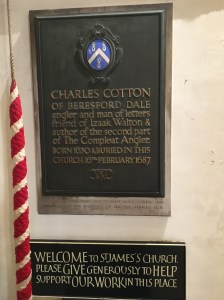 CHARLES COTTON
OF BERESFORD DALE
angler and man of letters
friend of Izaak Walton &
author of the second part
of The Compleat Angler
BORN 1630 & BURIED IN THIS
CHURCH 16TH FEBRUARY 1687
WELCOME TO ST JAMES'S CHURCH.
PLEASE GIVE GENEROUSLY TO HELP
SUPPORT OUR WORK IN THIS PLACE